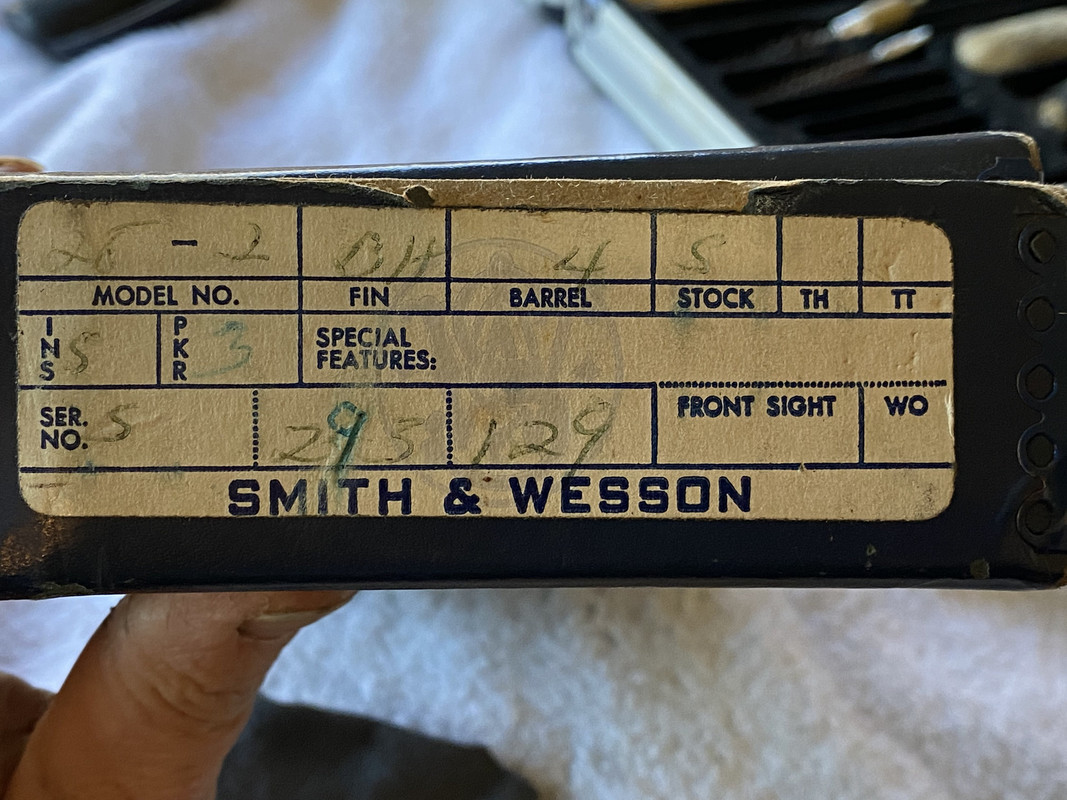 - 2 BH 4 S
MODEL NO. FIN BARREL STOCK TH TT
INS S PKR 3 SPECIAL FEATURES:
SER. NO. S 295 129 FRONT SIGHT WO
SMITH & WESSON